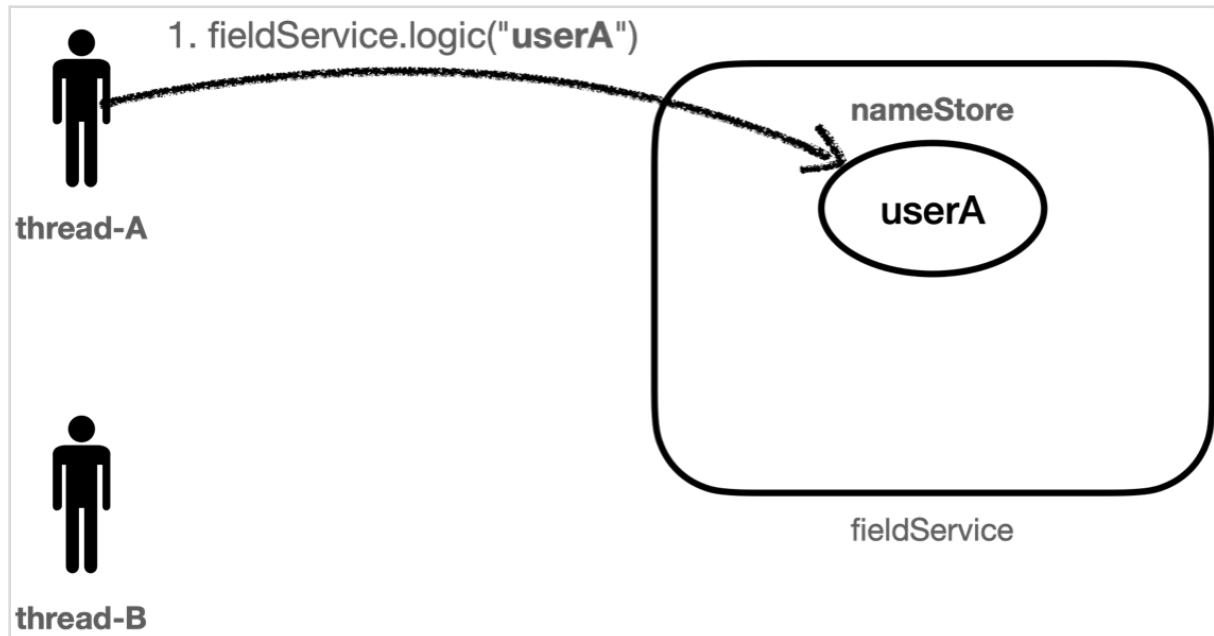 1. fieldService.logic("userA")
nameStore
userA
thread-A
fieldService
thread-B